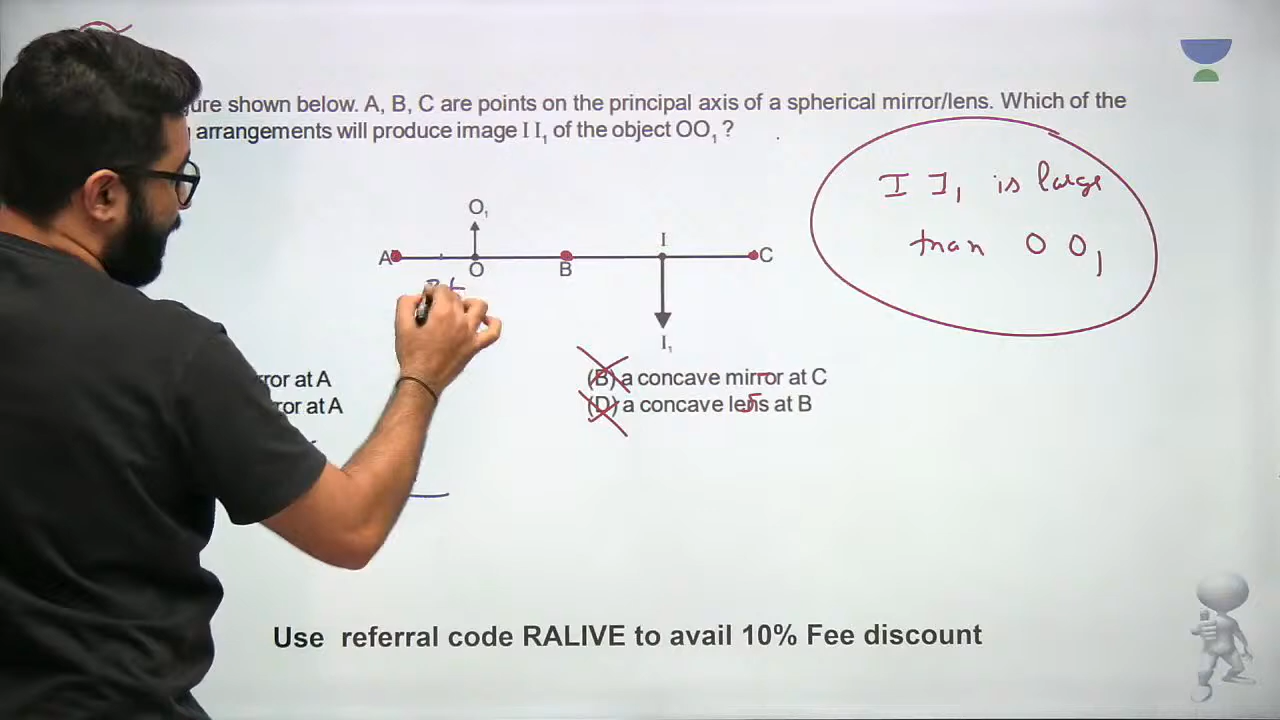 ure shown below. A, B, C are points on the principal axis of a spherical mirror/lens. Which of the
arrangements will produce image I I₁ of the object OO₁ ?
I I₁ is large
than O O₁
O₁
I
A
O
B
C
I₁
ror at A
(B) a concave mirror at C
ror at A
(D) a concave lens at B
Use referral code RALIVE to avail 10% Fee discount